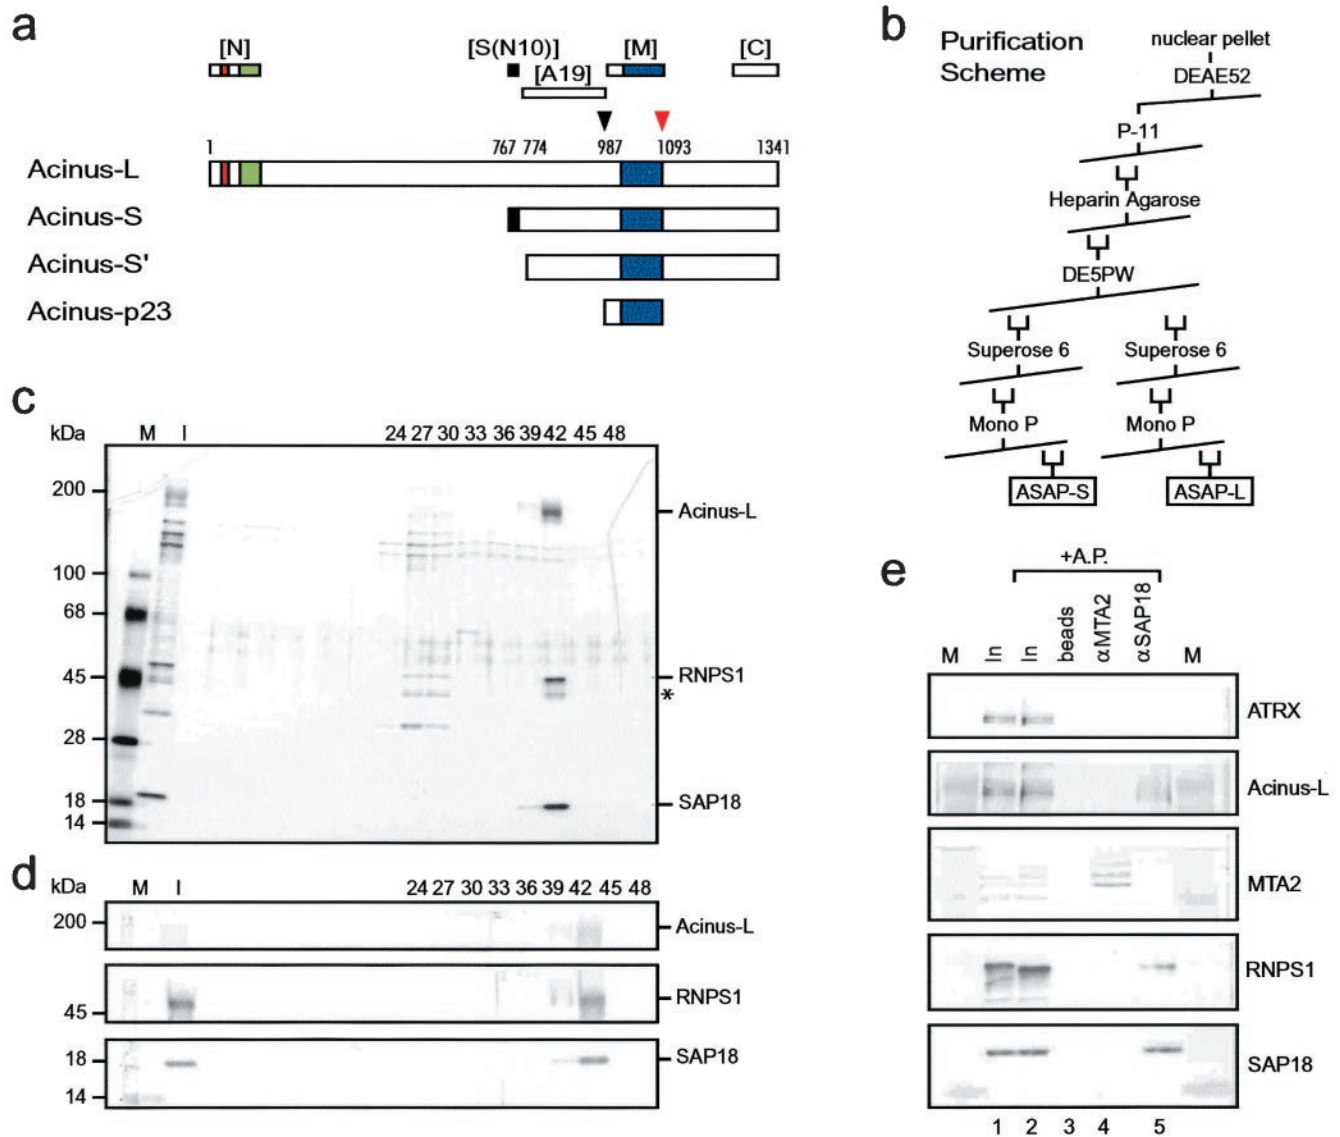 a
[N]
[S(N10)]
[M]
[C]
[A19]
1
767 774
987
1093
1341
Acinus-L
Acinus-S
Acinus-S'
Acinus-p23
b
Purification
Scheme
nuclear pellet
DEAE52
P-11
Heparin Agarose
DE5PW
Superose 6
Superose 6
Mono P
Mono P
ASAP-S
ASAP-L
c
kDa
M
I
24 27 30 33 36 39 42 45 48
200
100
68
45
28
18
14
Acinus-L
RNPS1
*
SAP18
d
kDa
M
I
24 27 30 33 36 39 42 45 48
200
Acinus-L
45
RNPS1
18
14
SAP18
e
+A.P.
M
In
In
beads
αMTA2
αSAP18
M
ATRX
Acinus-L
MTA2
RNPS1
SAP18
1 2 3 4 5